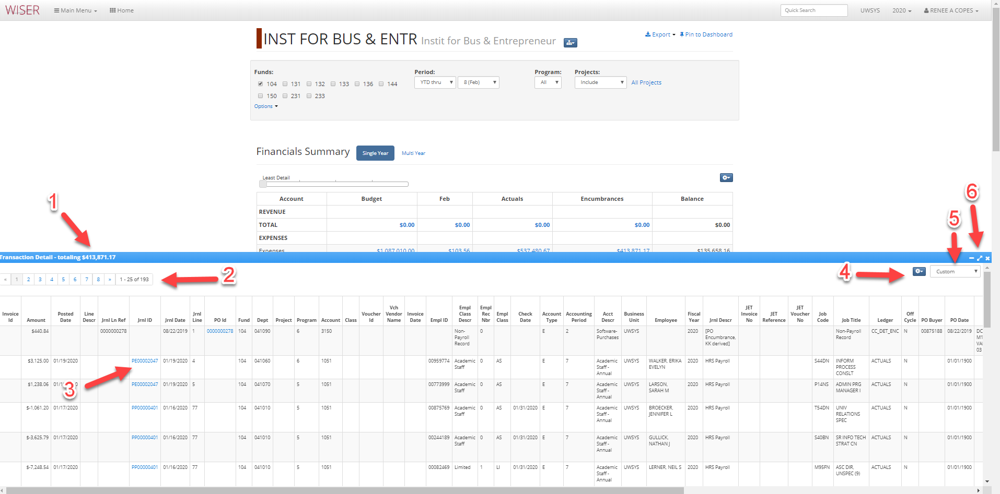 WISER Main Menu Home Quick Search UWSYS 2020 RENEE A COPES
INST FOR BUS & ENTR Instit for Bus & Entrepreneur Export Pin to Dashboard
Funds: Period: Program: Projects:
104 131 132 133 136 144 YTD thru 8 (Feb) All Include All Projects
150 231 233
Options
Financials Summary Single Year Multi Year
Least Detail
Account Budget Feb Actuals Encumbrances Balance
REVENUE
TOTAL $0.00 $0.00 $0.00 $0.00 $0.00
EXPENSES
Expenses $1,087,010.00 $103.56 $537,480.67 $413,871.17 $135,658.16
1
6
5
Transaction Detail - totaling $413,871.17
2
4
« 1 2 3 4 5 6 7 8 » 1 - 25 of 193 Custom
Invoice Id Amount Posted Date Line Descr Jrnl Ln Ref Jrnl ID Jrnl Date Jrnl Line PO Id Fund Dept Project Program Account Class Voucher Id Vch Vendor Name Invoice Date Empl ID Empl Class Descr Empl Rec Nbr Empl Class Check Date Account Type Accounting Period Acct Descr Business Unit Employee Fiscal Year Jrnl Descr JET Invoice No JET Reference JET Voucher No Job Code Job Title Ledger Off Cycle PO Buyer PO Date
$440.84 0000000278 08/22/2019 1 0000000278 104 041090 6 3150 Non-Payroll Record 0 E 2 Software-Purchases UWSYS 2020 [PO Encumbrance, KK derived] Non-Payroll Record CC_DET_ENC N 00875188 08/22/2019 DC M1 VAI 03
$3,125.00 01/19/2020 PE00002047 01/19/2020 4 104 041060 6 1051 00959774 Academic Staff 0 AS E 7 Academic Staff - Annual UWSYS WALKER, ERIKA EVELYN 2020 HRS Payroll S44DN INFORM PROCESS CONSLT ACTUALS N 01/01/1900
3
$1,238.06 PE00002047 01/19/2020 5 104 041070 5 1051 00773999 Academic Staff 0 AS E 7 Academic Staff - Annual UWSYS LARSON, SARAH M 2020 HRS Payroll P14NS ADMIN PRG MANAGER I ACTUALS N 01/01/1900
$-1,061.20 01/17/2020 PP00000401 01/16/2020 77 104 041010 5 1051 00875769 Academic Staff 0 AS 01/31/2020 E 7 Academic Staff - Annual UWSYS BROECKER, JENNIFER L 2020 HRS Payroll T54DN UNIV RELATIONS SPEC ACTUALS N 01/01/1900
$-3,625.79 01/17/2020 PP00000401 01/16/2020 77 104 041010 5 1051 00244189 Academic Staff 0 AS 01/31/2020 E 7 Academic Staff - Annual UWSYS GULLICK, NATHAN J 2020 HRS Payroll S40BN SR INFO TECH STRAT CN ACTUALS N 01/01/1900
$-7,248.54 01/17/2020 PP00000401 01/16/2020 77 104 041010 5 1051 00082469 Limited 1 LI 01/31/2020 E 7 Academic Staff - Annual UWSYS LERNER, NEIL S 2020 HRS Payroll M95FN ASC DIR, UNSPEC (9) ACTUALS N 01/01/1900